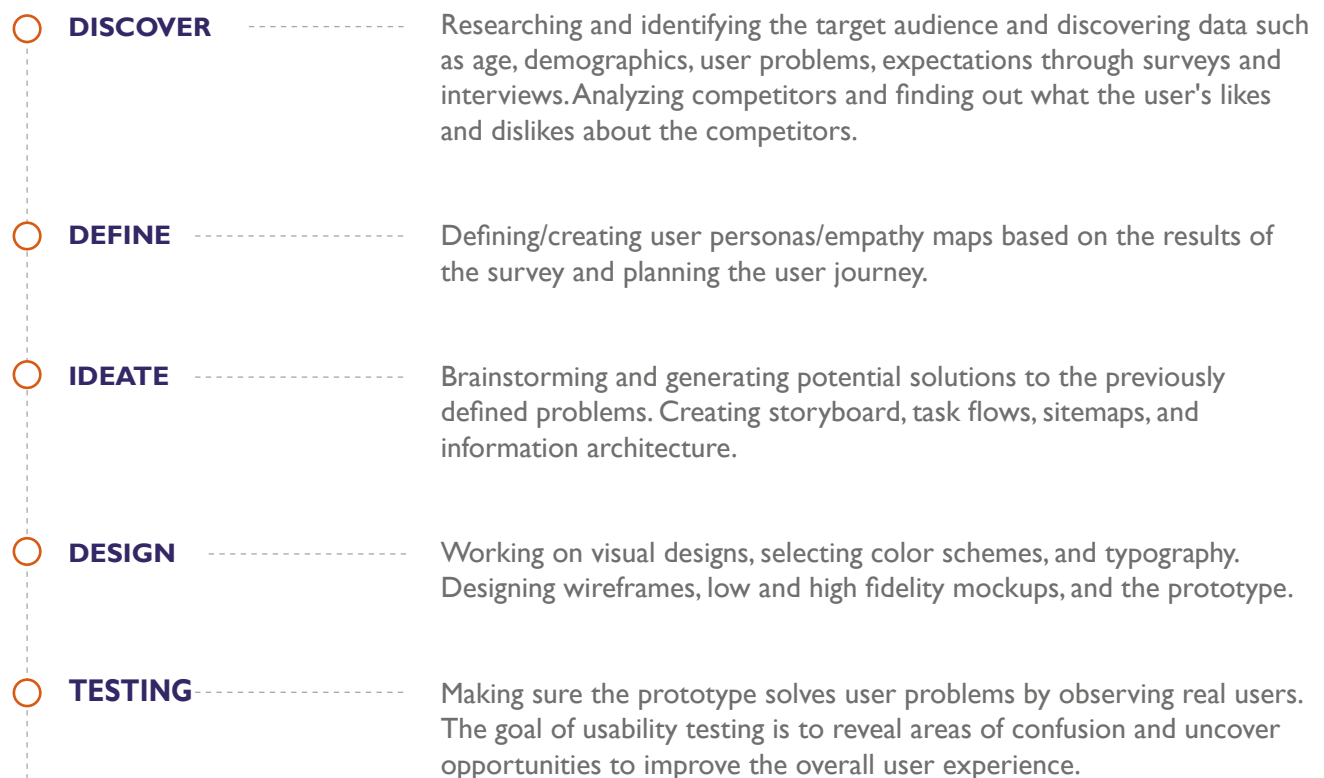 DISCOVER
Researching and identifying the target audience and discovering data such
as age, demographics, user problems, expectations through surveys and
interviews. Analyzing competitors and finding out what the user's likes
and dislikes about the competitors.
DEFINE
Defining/creating user personas/empathy maps based on the results of
the survey and planning the user journey.
IDEATE
Brainstorming and generating potential solutions to the previously
defined problems. Creating storyboard, task flows, sitemaps, and
information architecture.
DESIGN
Working on visual designs, selecting color schemes, and typography.
Designing wireframes, low and high fidelity mockups, and the prototype.
TESTING
Making sure the prototype solves user problems by observing real users.
The goal of usability testing is to reveal areas of confusion and uncover
opportunities to improve the overall user experience.